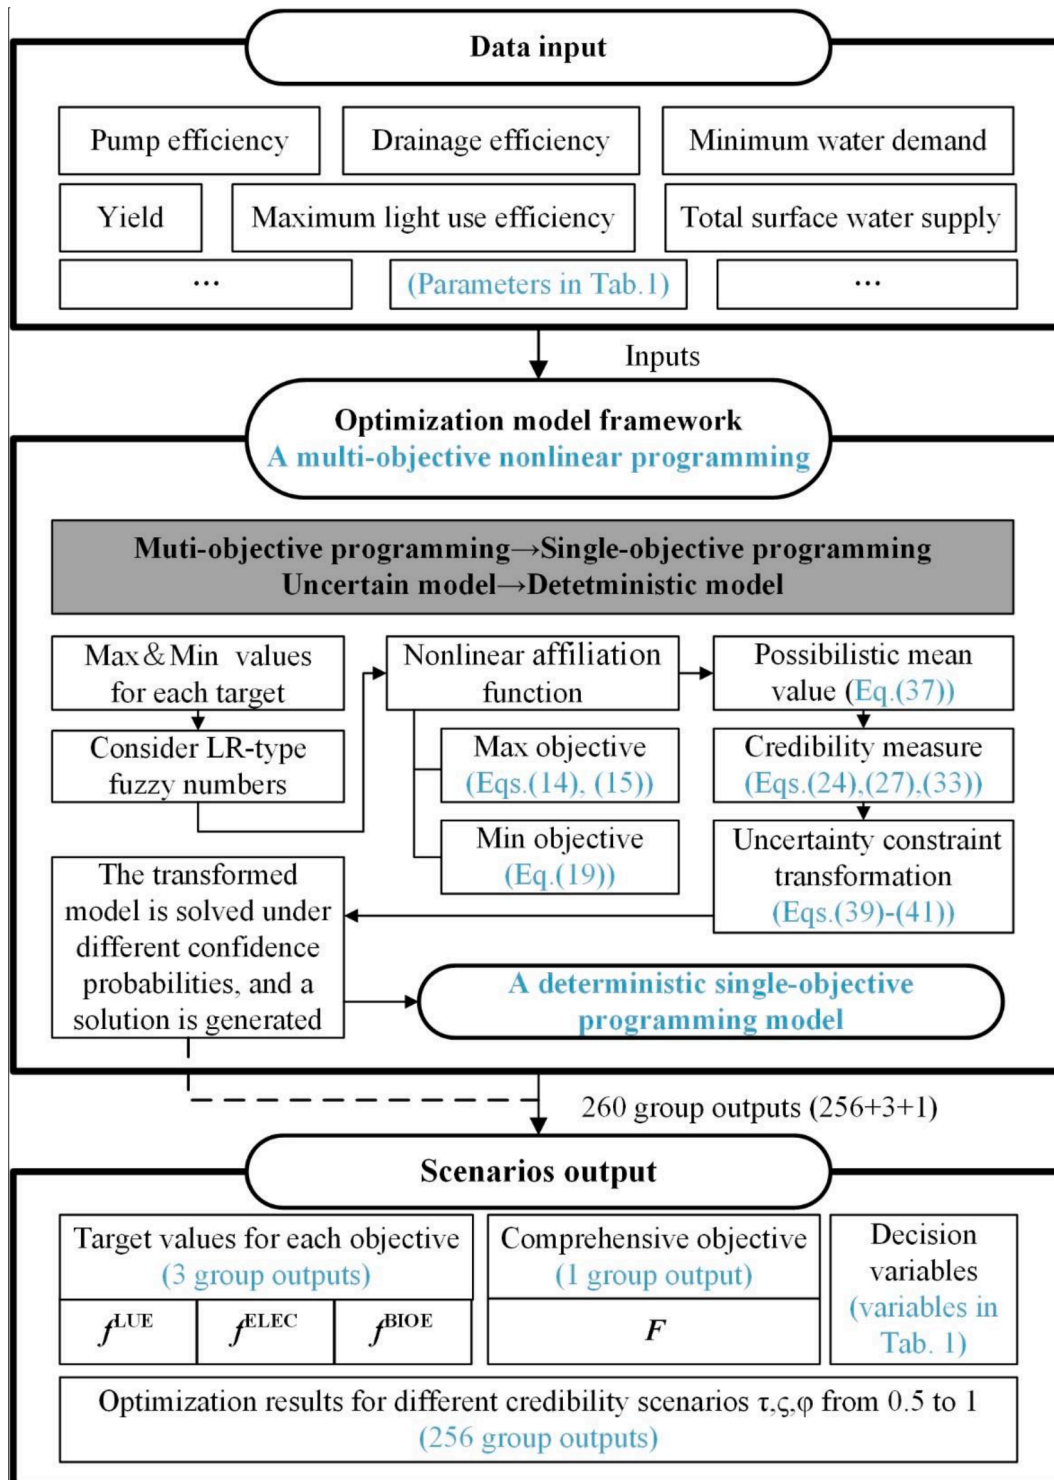 Data input
Pump efficiency
Drainage efficiency
Minimum water demand
Yield
Maximum light use efficiency
Total surface water supply
...
(Parameters in Tab.1)
...
Inputs
Optimization model framework
A multi-objective nonlinear programming
Muti-objective programming→Single-objective programming
Uncertain model→Detetministic model
Max&Min values
for each target
Consider LR-type
fuzzy numbers
Nonlinear affiliation
function
Max objective
(Eqs.(14), (15))
Min objective
(Eq.(19))
Possibilistic mean
value (Eq.(37))
Credibility measure
(Eqs.(24),(27),(33))
Uncertainty constraint
transformation
(Eqs.(39)-(41))
The transformed
model is solved under
different confidence
probabilities, and a
solution is generated
A deterministic single-objective
programming model
260 group outputs (256+3+1)
Scenarios output
Target values for each objective
(3 group outputs)
f^LUE
f^ELEC
f^BIOE
Comprehensive objective
(1 group output)
F
Decision
variables
(variables in
Tab. 1)
Optimization results for different credibility scenarios τ,ς,φ from 0.5 to 1
(256 group outputs)